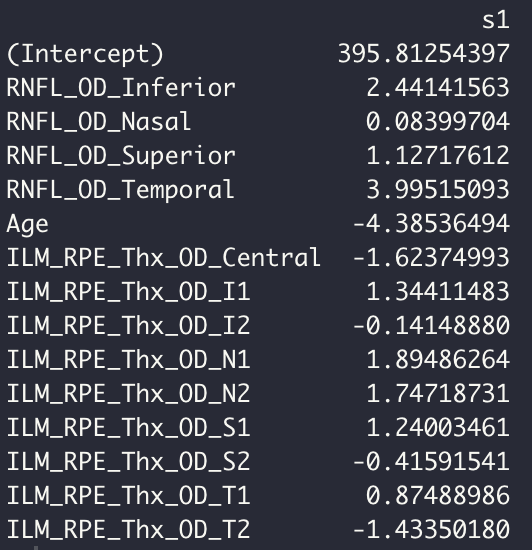 s1
(Intercept) 395.81254397
RNFL_OD_Inferior 2.44141563
RNFL_OD_Nasal 0.08399704
RNFL_OD_Superior 1.12717612
RNFL_OD_Temporal 3.99515093
Age -4.38536494
ILM_RPE_Thx_OD_Central -1.62374993
ILM_RPE_Thx_OD_I1 1.34411483
ILM_RPE_Thx_OD_I2 -0.14148880
ILM_RPE_Thx_OD_N1 1.89486264
ILM_RPE_Thx_OD_N2 1.74718731
ILM_RPE_Thx_OD_S1 1.24003461
ILM_RPE_Thx_OD_S2 -0.41591541
ILM_RPE_Thx_OD_T1 0.87488986
ILM_RPE_Thx_OD_T2 -1.43350180